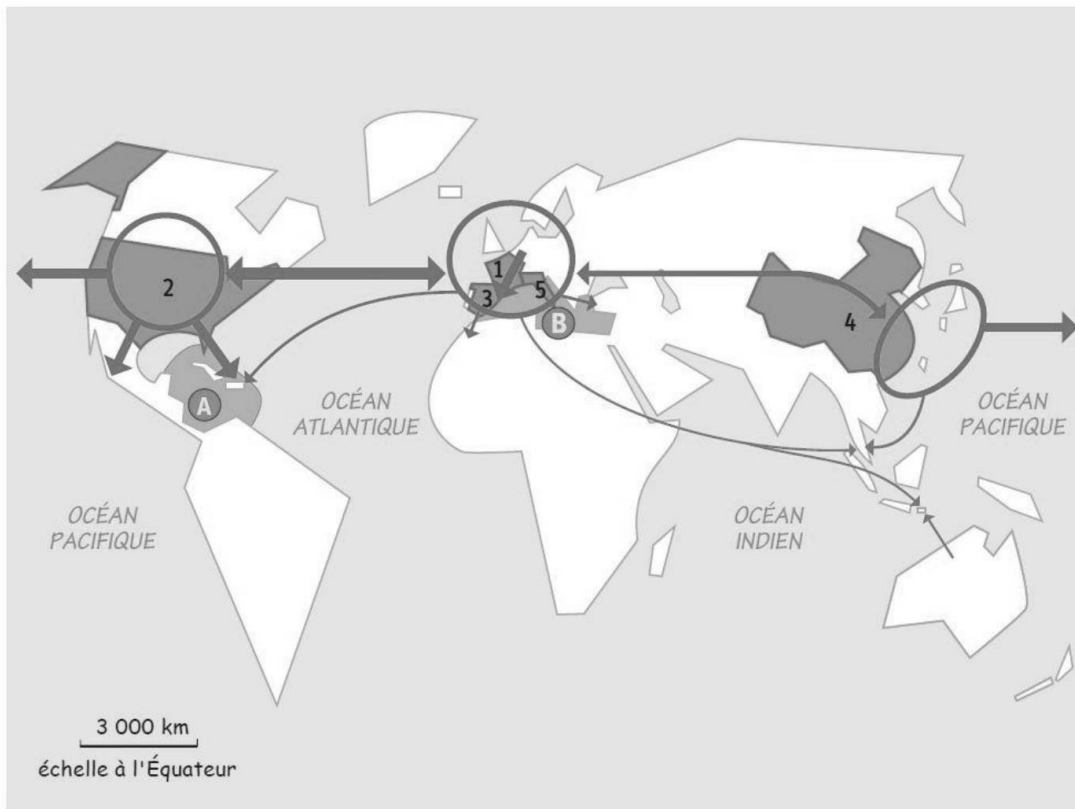 1
2
3
5
4
B
A
OCÉAN
ATLANTIQUE
OCÉAN
PACIFIQUE
OCÉAN
PACIFIQUE
OCÉAN
INDIEN
3 000 km
échelle à l'Équateur